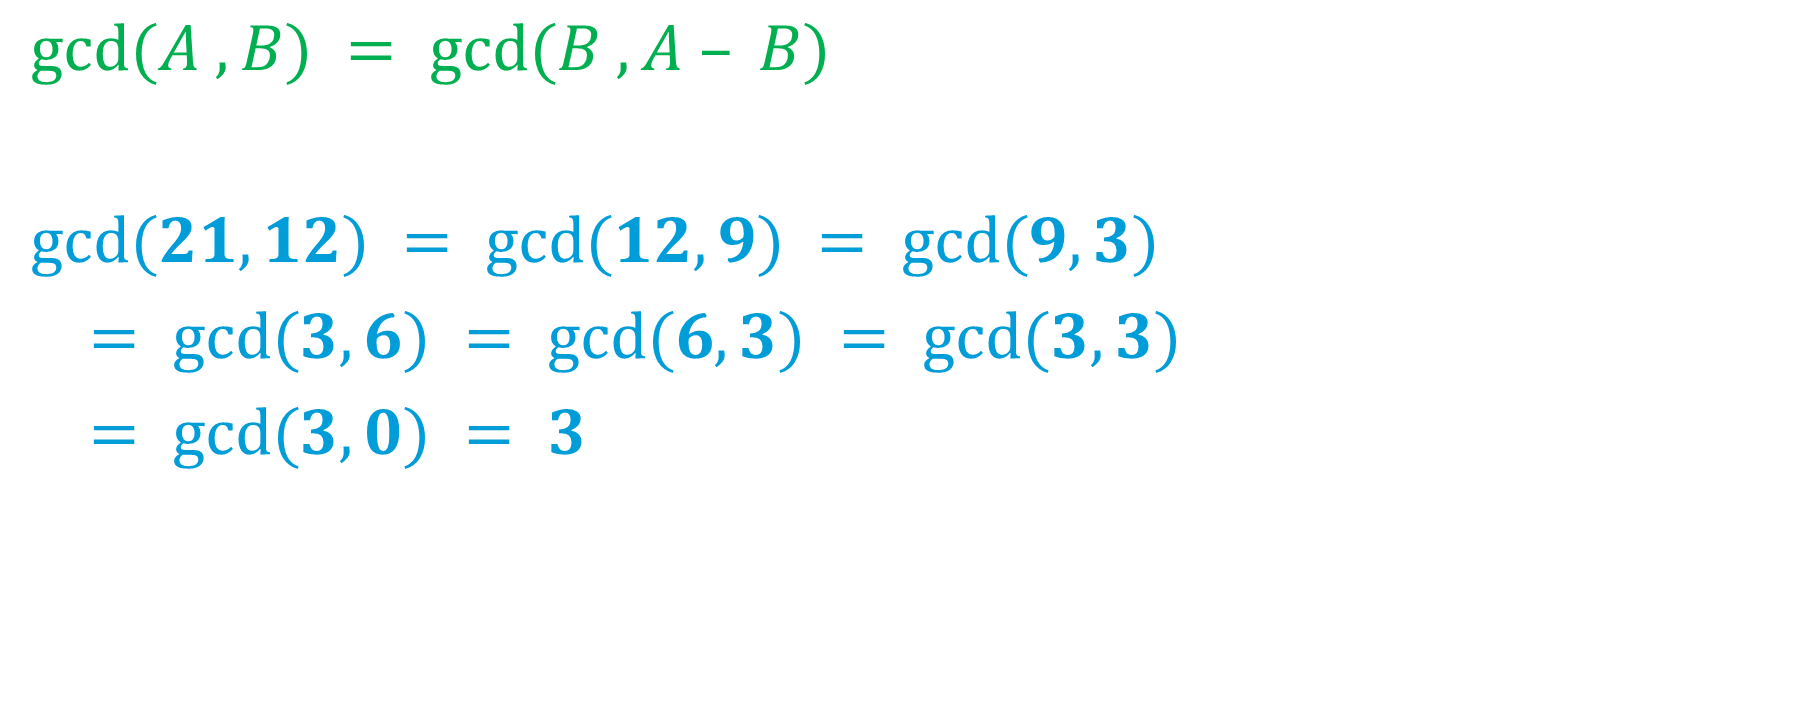 gcd(A , B) = gcd(B , A − B)
gcd(21, 12) = gcd(12, 9) = gcd(9, 3)
= gcd(3, 6) = gcd(6, 3) = gcd(3, 3)
= gcd(3, 0) = 3